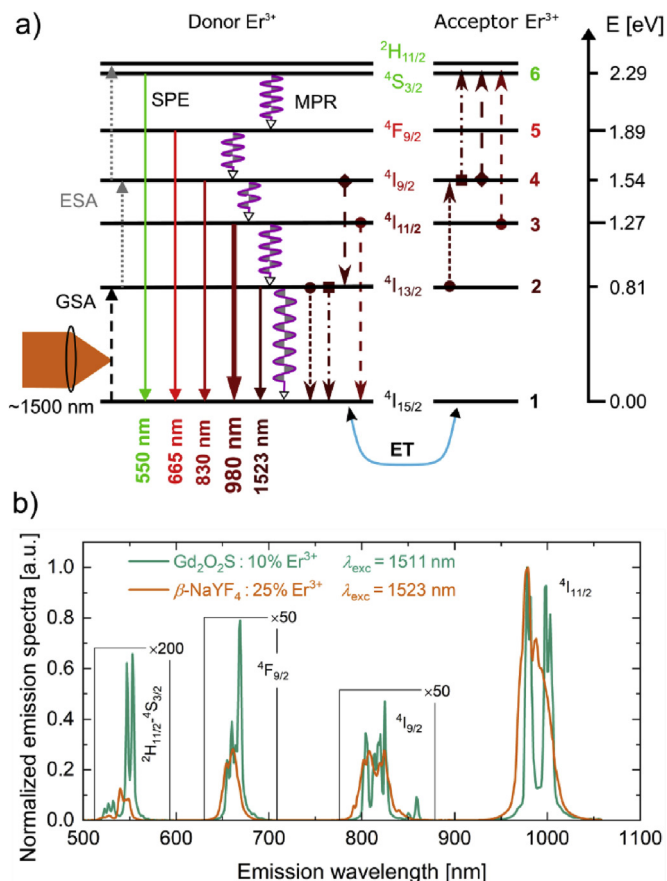 a)
Donor Er³⁺
Acceptor Er³⁺
E [eV]
²H₁₁/₂
⁴S₃/₂
6
2.29
SPE
MPR
⁴F₉/₂
5
1.89
⁴I₉/₂
4
1.54
ESA
⁴I₁₁/₂
3
1.27
GSA
⁴I₁₃/₂
2
0.81
~1500 nm
⁴I₁₅/₂
1
0.00
550 nm
665 nm
830 nm
980 nm
1523 nm
ET
b)
Normalized emission spectra [a.u.]
1.0
0.8
0.6
0.4
0.2
0.0
Gd₂O₂S : 10% Er³⁺ λexc = 1511 nm
β-NaYF₄ : 25% Er³⁺ λexc = 1523 nm
×200
²H₁₁/₂-⁴S₃/₂
×50
⁴F₉/₂
×50
⁴I₉/₂
⁴I₁₁/₂
500 600 700 800 900 1000 1100
Emission wavelength [nm]